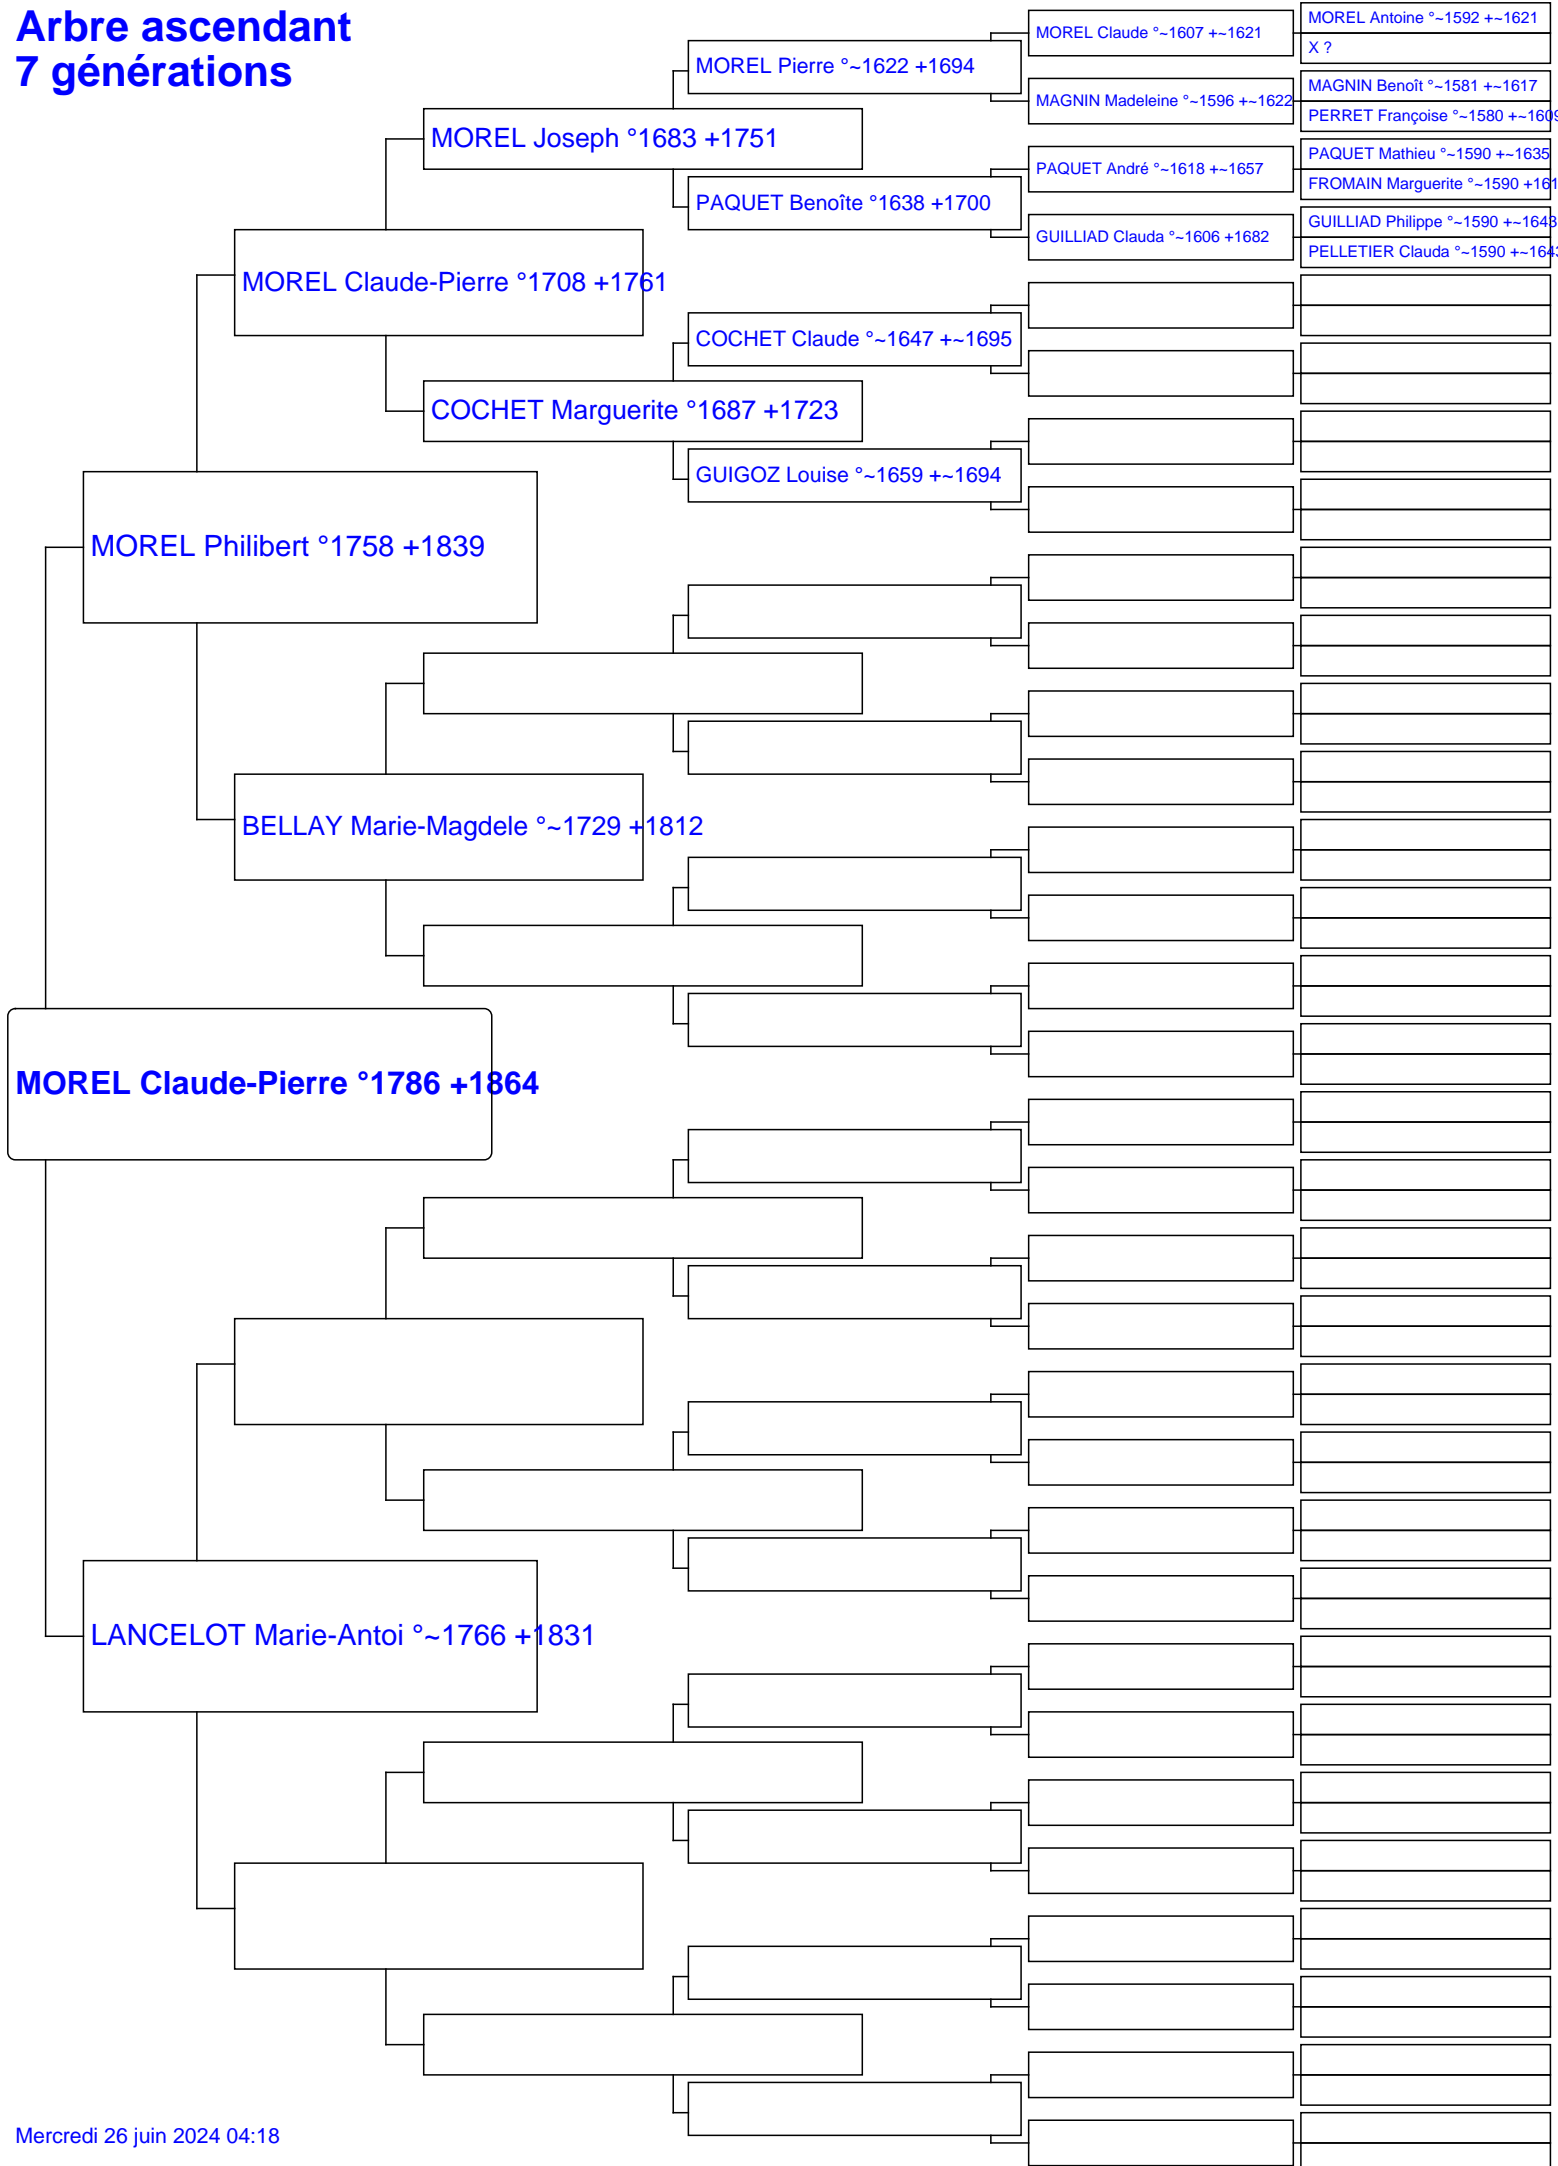 Arbre ascendant
7 générations
MOREL Claude-Pierre °1786 +1864
MOREL Philibert °1758 +1839
LANCELOT Marie-Antoi °~1766 +1831
MOREL Claude-Pierre °1708 +1761
BELLAY Marie-Magdele °~1729 +1812
MOREL Joseph °1683 +1751
COCHET Marguerite °1687 +1723
MOREL Pierre °~1622 +1694
PAQUET Benoîte °1638 +1700
COCHET Claude °~1647 +~1695
GUIGOZ Louise °~1659 +~1694
MOREL Claude °~1607 +~1621
MAGNIN Madeleine °~1596 +~1622
PAQUET André °~1618 +~1657
GUILLIAD Clauda °~1606 +1682
MOREL Antoine °~1592 +~1621
X ?
MAGNIN Benoît °~1581 +~1617
PERRET Françoise °~1580 +~1609
PAQUET Mathieu °~1590 +~1635
FROMAIN Marguerite °~1590 +161
GUILLIAD Philippe °~1590 +~1643
PELLETIER Clauda °~1590 +~1643
Mercredi 26 juin 2024 04:18